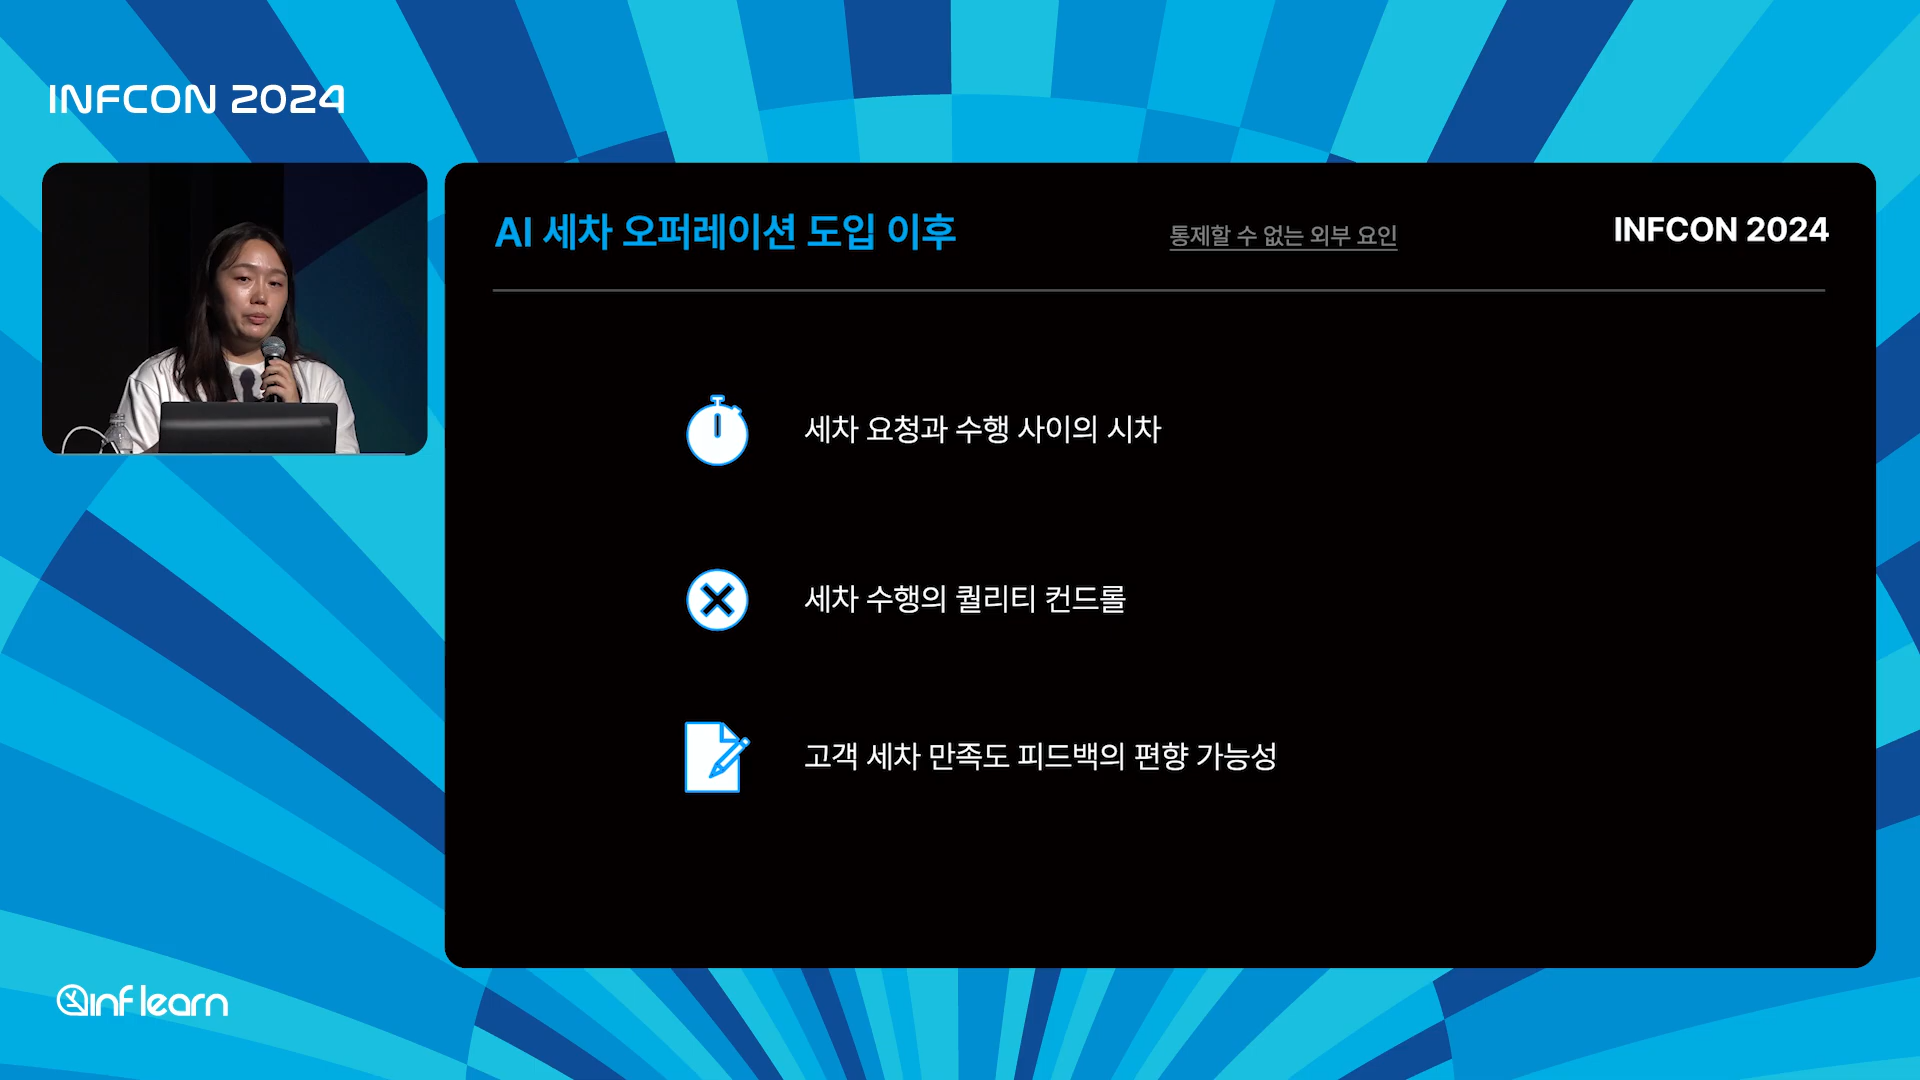 INFCON 2024
AI 세차 오퍼레이션 도입 이후
통제할 수 없는 외부 요인
INFCON 2024
세차 요청과 수행 사이의 시차
세차 수행의 퀄리티 컨드롤
고객 세차 만족도 피드백의 편향 가능성
inflearn